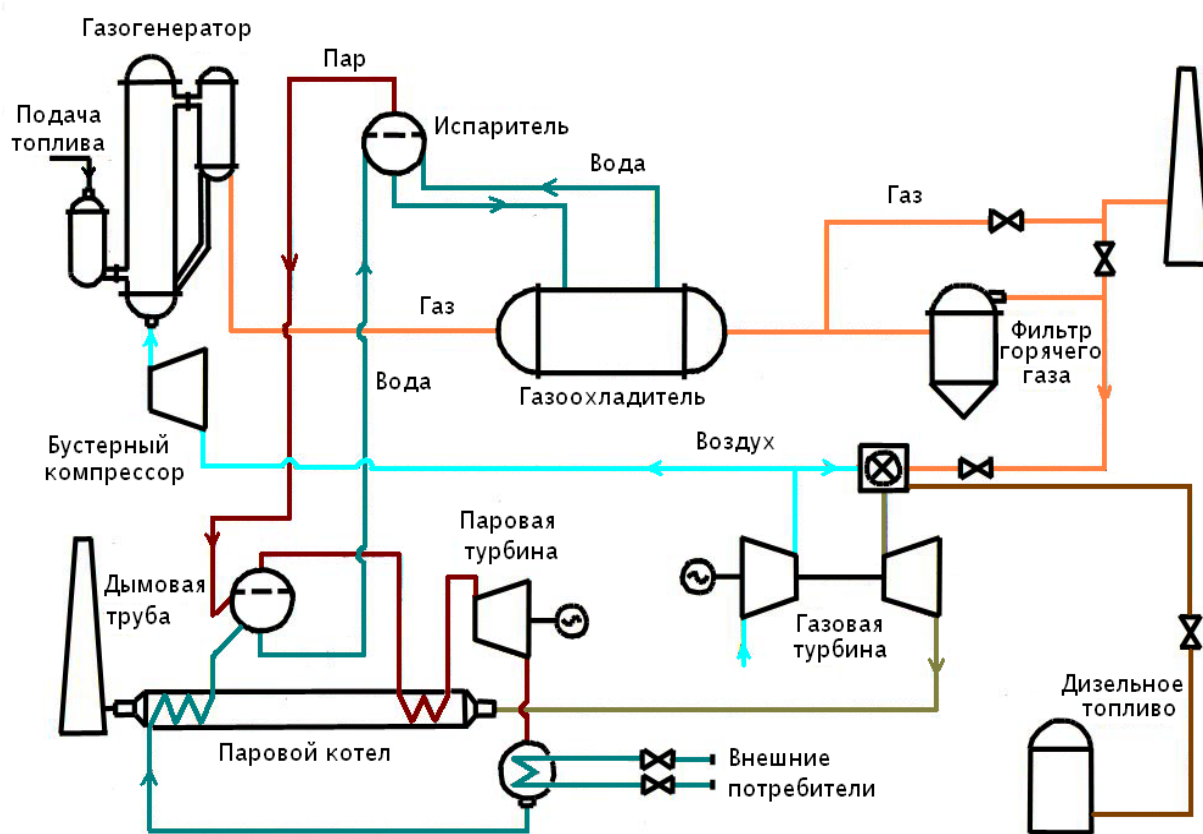 Газогенератор
Пар
Подача
топлива
Испаритель
Вода
Газ
Газ
Фильтр
горячего
газа
Газоохладитель
Вода
Бустерный
компрессор
Воздух
Паровая
турбина
Дымовая
труба
Газовая
турбина
Дизельное
топливо
Паровой котел
Внешние
потребители